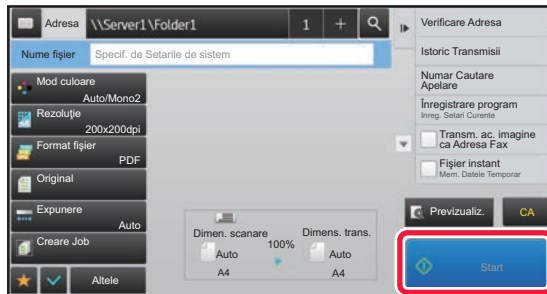 Adresa
\\Server1\Folder1
1
+
Nume fişier
Specif. de Setarile de sistem
Mod culoare
Auto/Mono2
Rezoluţie
200x200dpi
Format fişier
PDF
Original
Expunere
Auto
Creare Job
Altele
Dimen. scanare
100%
Dimens. trans.
Auto
A4
Auto
A4
Verificare Adresa
Istoric Transmisii
Numar Cautare
Apelare
Înregistrare program
Inreg. Setari Curente
Transm. ac. imagine
ca Adresa Fax
Fişier instant
Mem. Datele Temporar
Previzualiz.
CA
Start